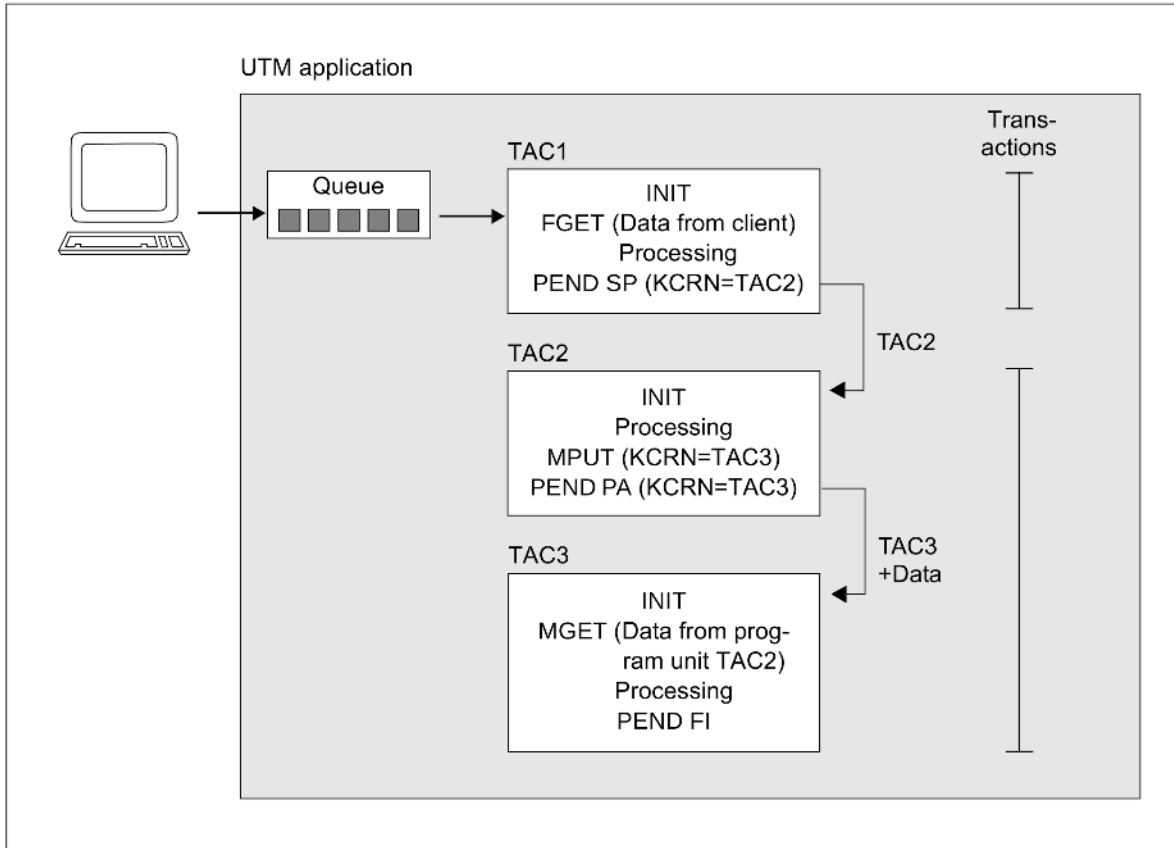 UTM application
Trans-
actions
Queue
TAC1
INIT
FGET (Data from client)
Processing
PEND SP (KCRN=TAC2)
TAC2
TAC2
INIT
Processing
MPUT (KCRN=TAC3)
PEND PA (KCRN=TAC3)
TAC3
+Data
TAC3
INIT
MGET (Data from prog-
ram unit TAC2)
Processing
PEND FI